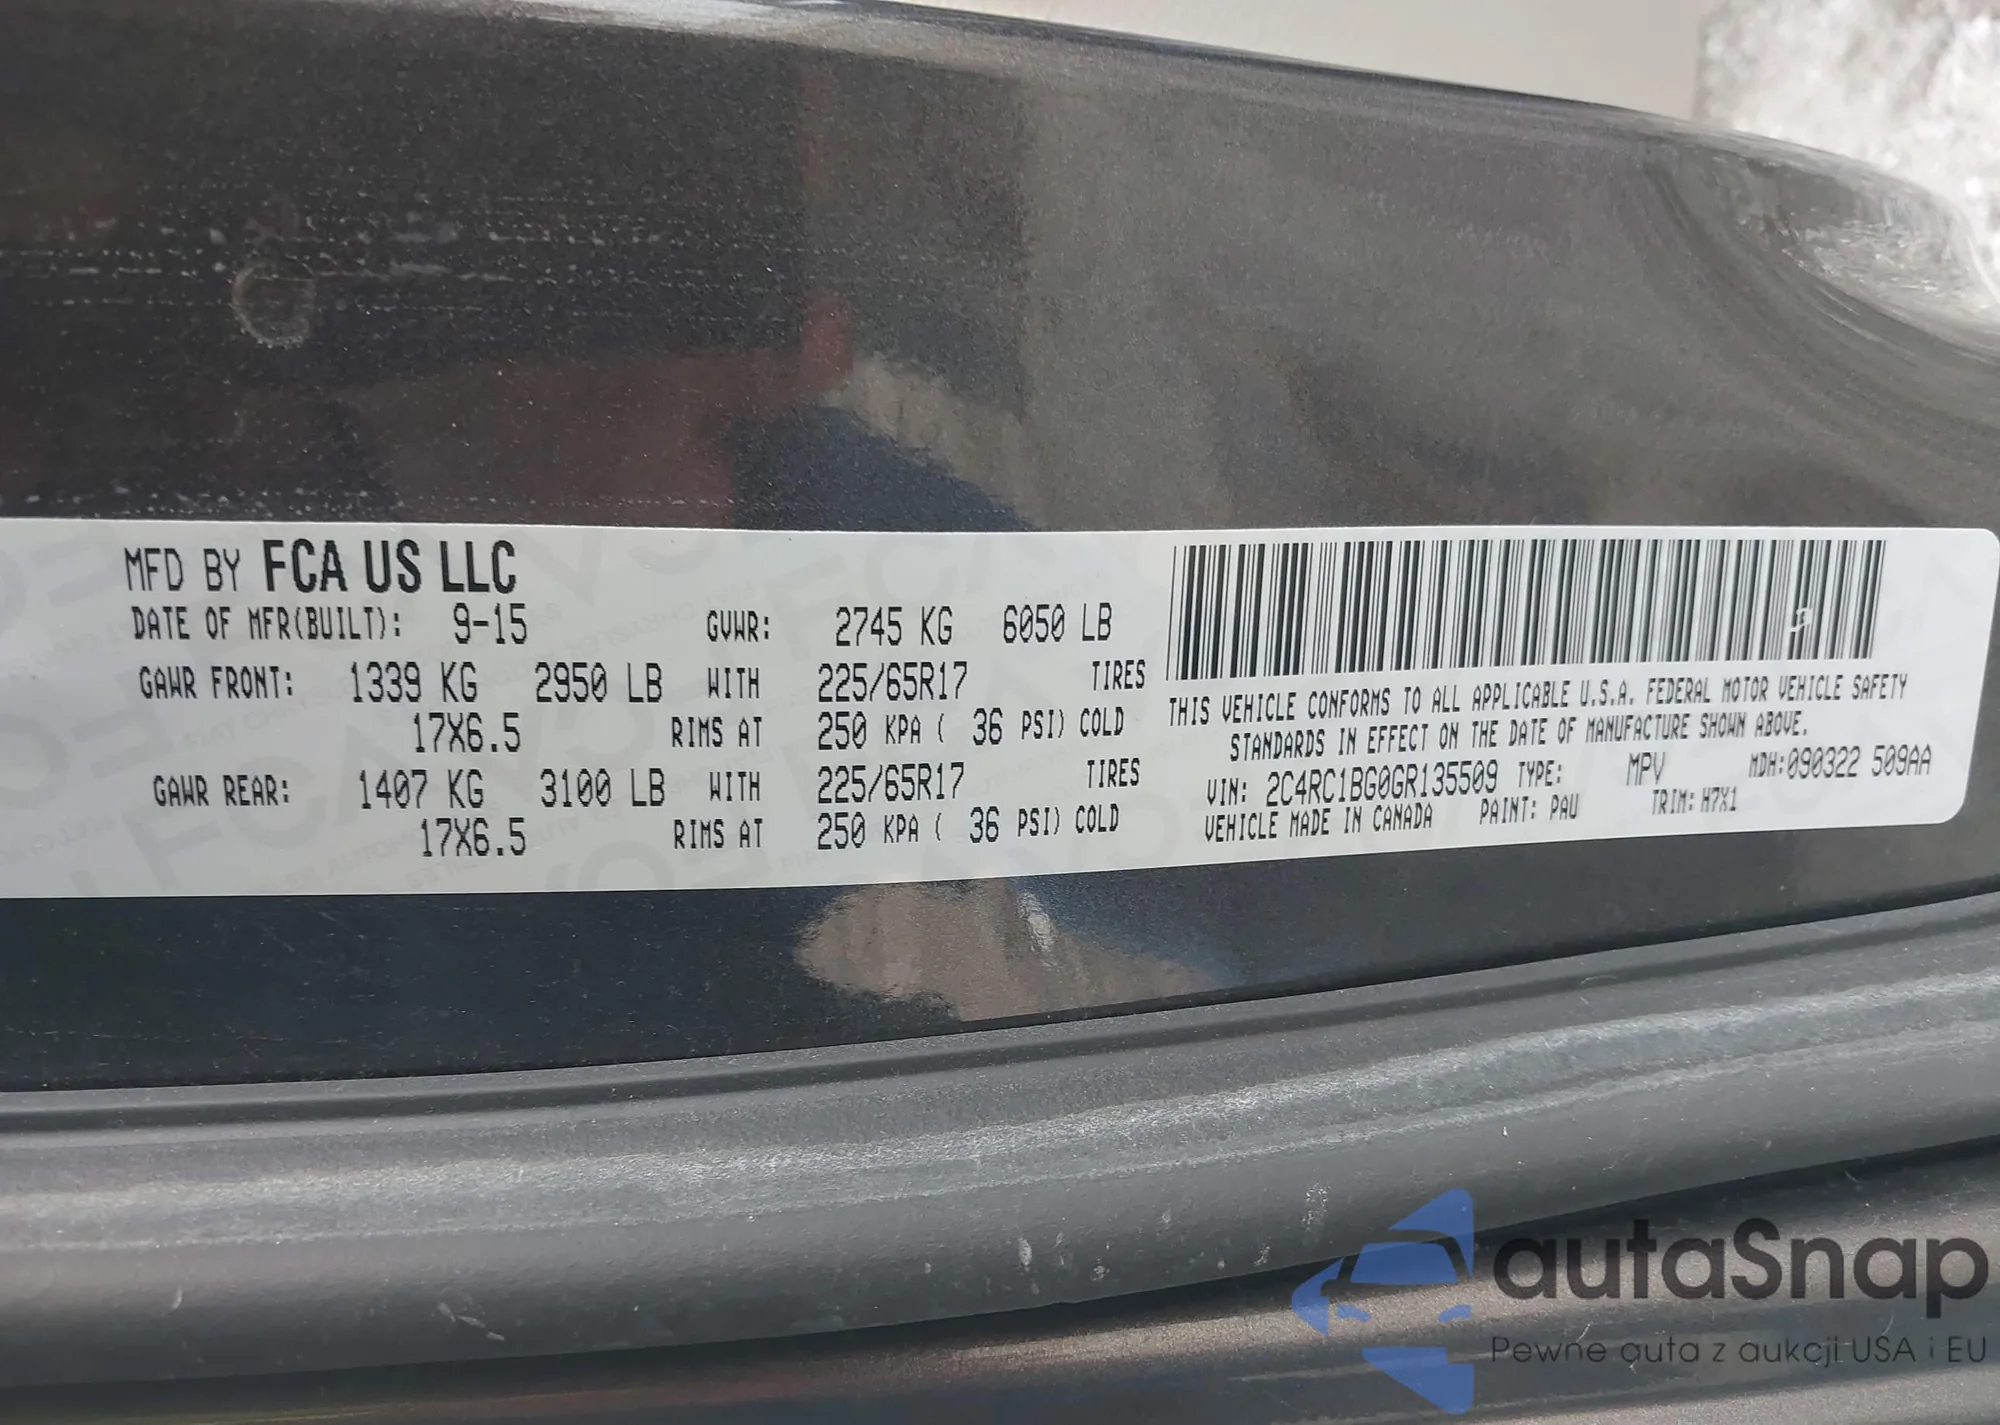 MFD BY FCA US LLC
DATE OF MFR(BUILT): 9-15 GVWR: 2745 KG 6050 LB
GAWR FRONT: 1339 KG 2950 LB WITH 225/65R17 TIRES
17X6.5 RIMS AT 250 KPA ( 36 PSI) COLD
GAWR REAR: 1407 KG 3100 LB WITH 225/65R17 TIRES
17X6.5 RIMS AT 250 KPA ( 36 PSI) COLD
THIS VEHICLE CONFORMS TO ALL APPLICABLE U.S.A. FEDERAL MOTOR VEHICLE SAFETY
STANDARDS IN EFFECT ON THE DATE OF MANUFACTURE SHOWN ABOVE.
VIN: 2C4RC1BG0GR135509 TYPE: MPV MDH:090322 509AA
VEHICLE MADE IN CANADA PAINT: PAU TRIM: H7X1
autaSnap
Pewne auta z aukcji USA i EU